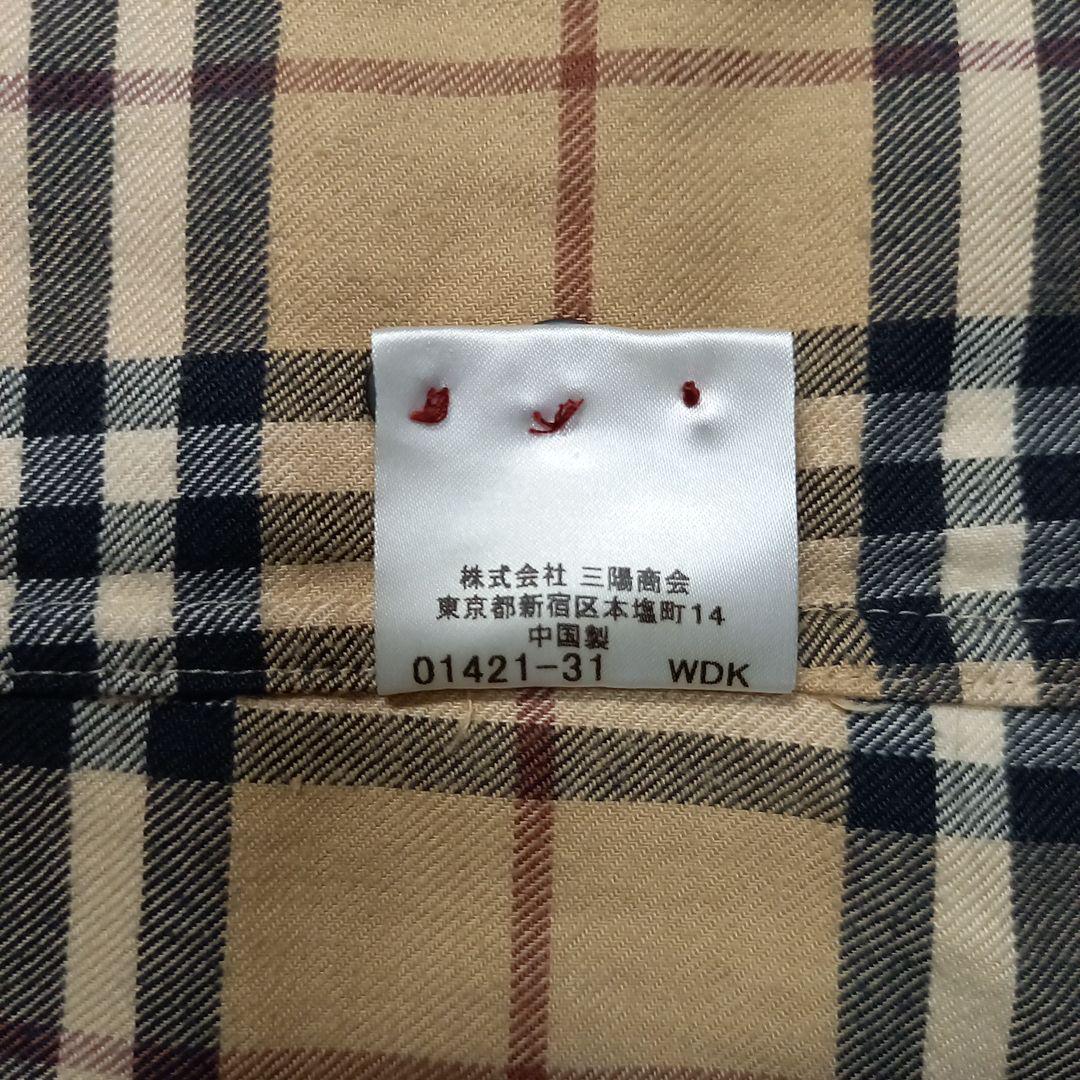 株式会社 三陽商会
東京都新宿区本塩町14
中国製
01421-31 WDK